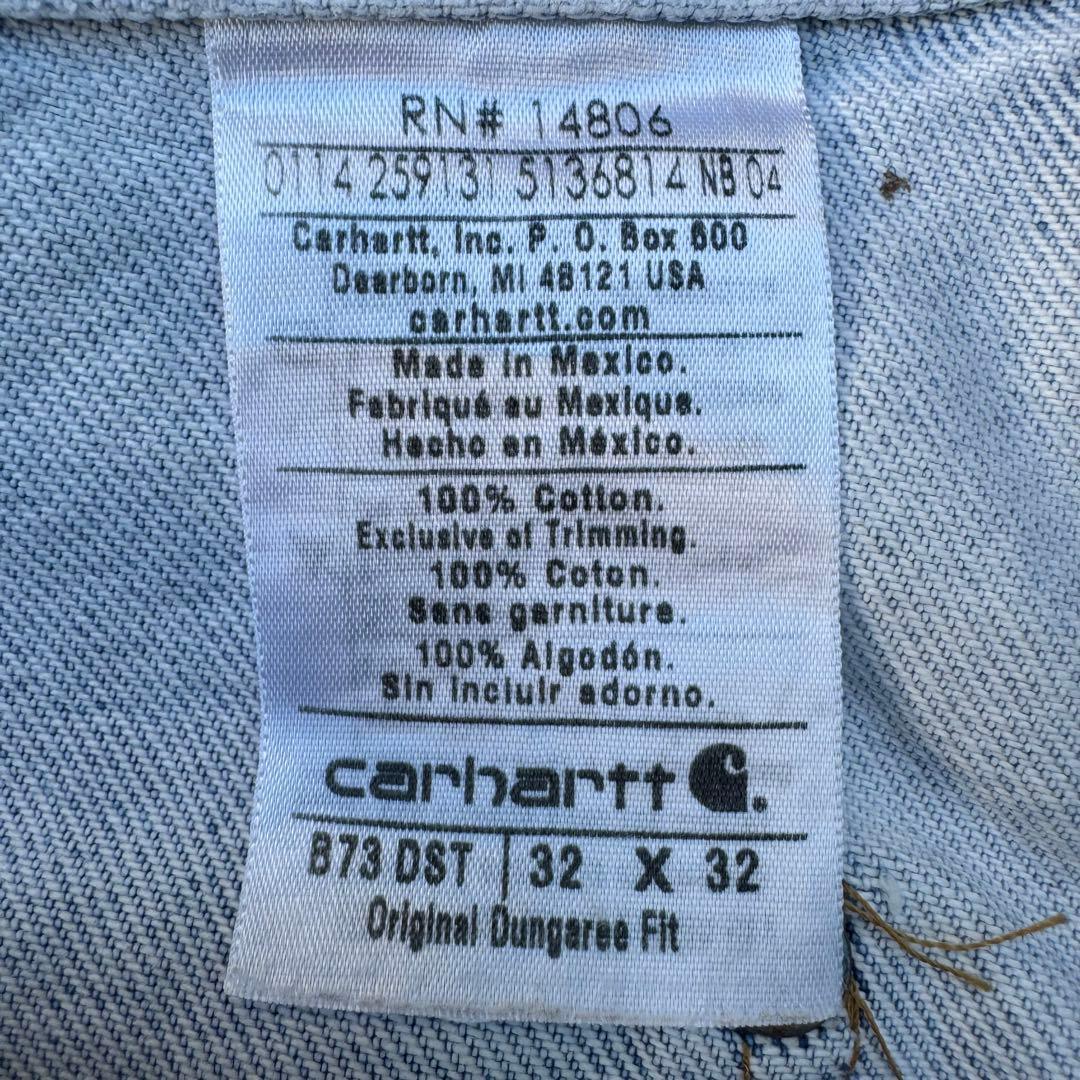 RN# 14806
0114 259131 5136814 NB 04
Carhartt, Inc. P. O. Box 600
Dearborn, MI 48121 USA
carhartt.com
Made in Mexico.
Fabriqué au Mexique.
Hecho en México.
100% Cotton.
Exclusive of Trimming.
100% Coton.
Sans garniture.
100% Algodón.
Sin incluir adorno.
carhartt
B73 DST 32 X 32
Original Dungaree Fit